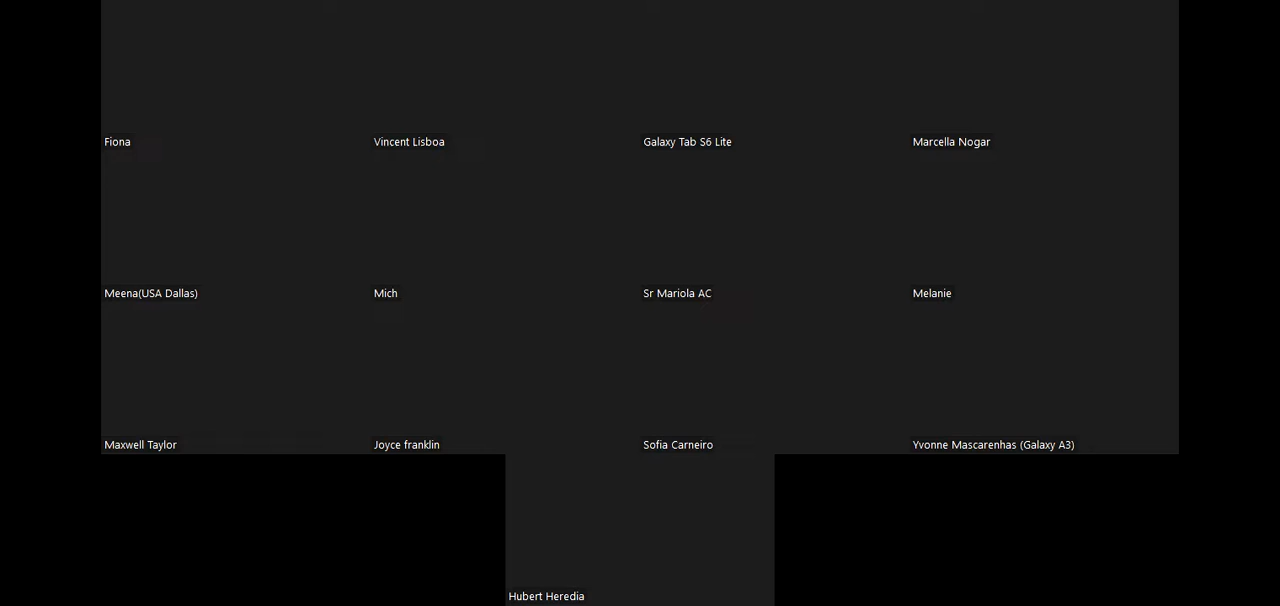 Fiona
Vincent Lisboa
Galaxy Tab S6 Lite
Marcella Nogar
Meena(USA Dallas)
Mich
Sr Mariola AC
Melanie
Maxwell Taylor
Joyce franklin
Sofia Carneiro
Yvonne Mascarenhas (Galaxy A3)
Hubert Heredia